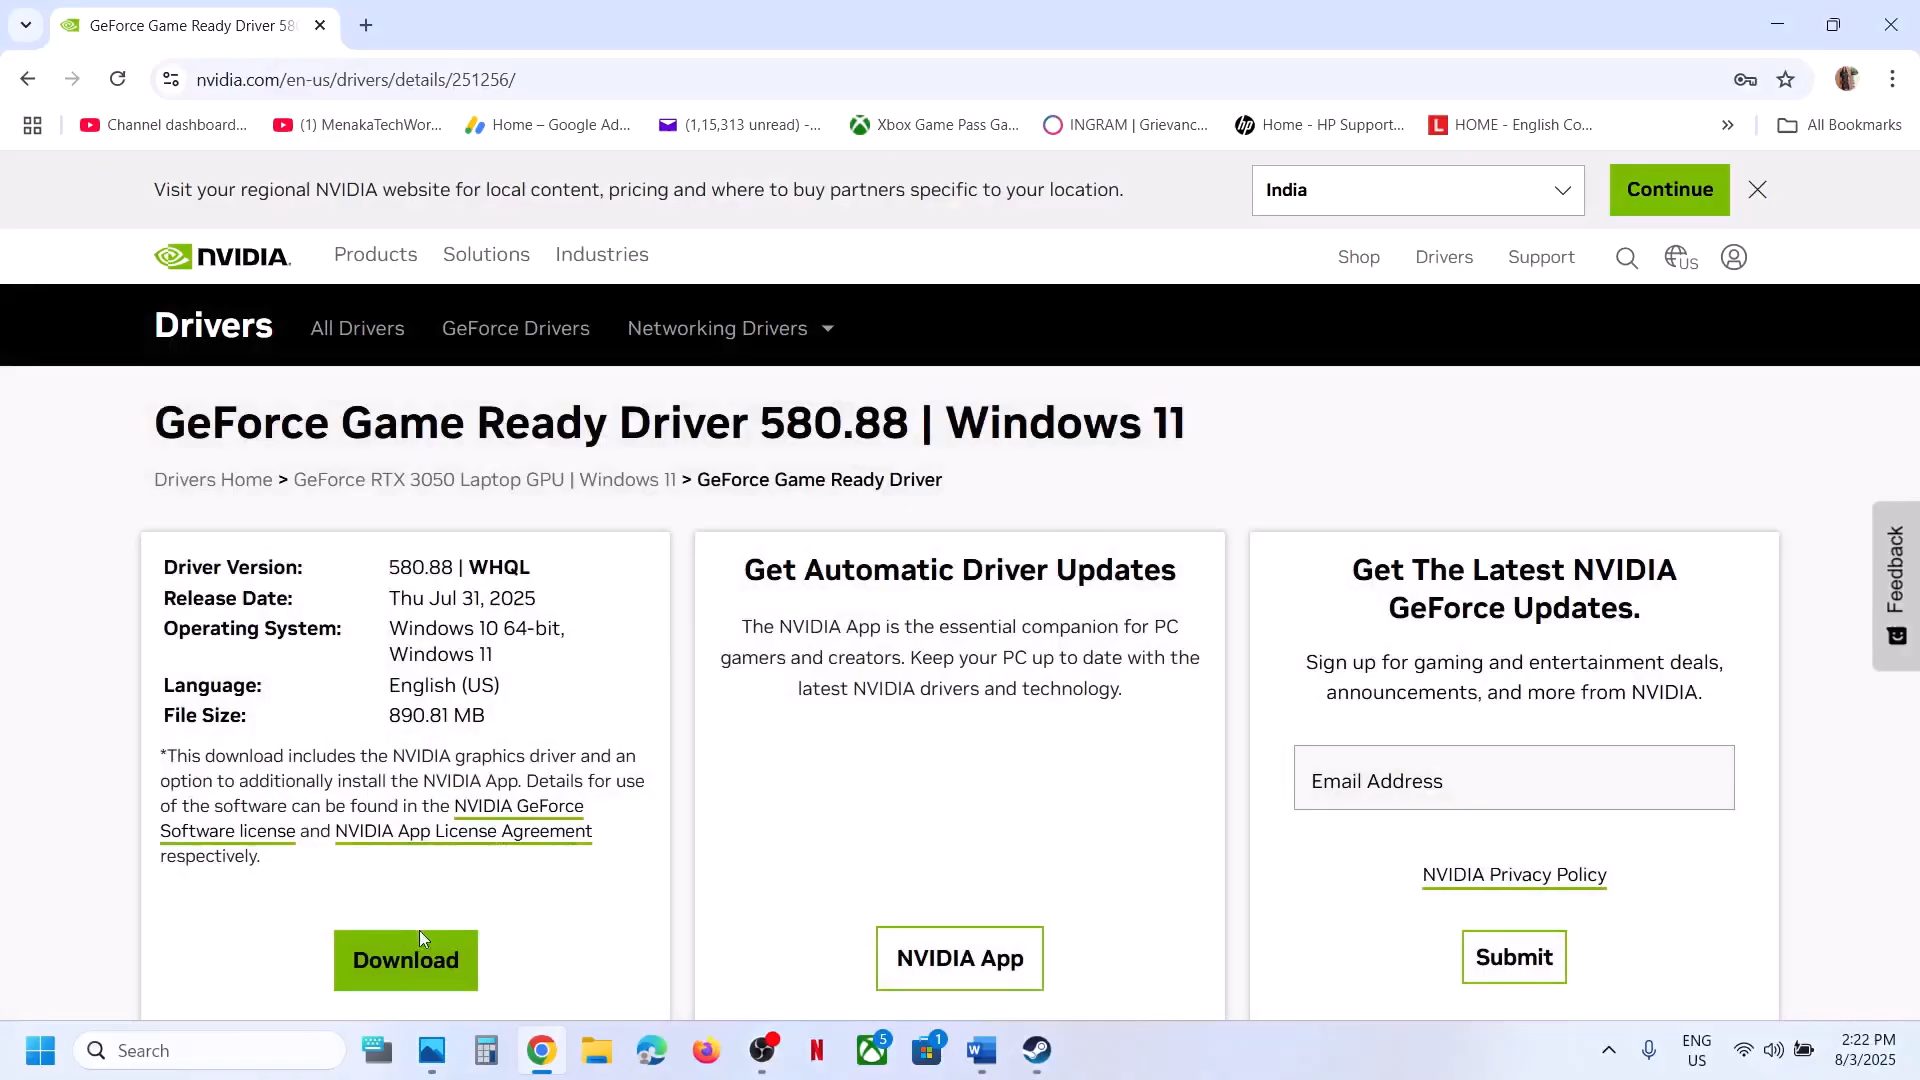 GeForce Game Ready Driver 58
nvidia.com/en-us/drivers/details/251256/
Channel dashboard...
(1) MenakaTechWor...
Home – Google Ad...
(1,15,313 unread) -...
Xbox Game Pass Ga...
INGRAM | Grievanc...
Home - HP Support...
HOME - English Co...
All Bookmarks
Visit your regional NVIDIA website for local content, pricing and where to buy partners specific to your location.
India
Continue
NVIDIA.
Products
Solutions
Industries
Shop
Drivers
Support
US
Drivers
All Drivers
GeForce Drivers
Networking Drivers
GeForce Game Ready Driver 580.88 | Windows 11
Drivers Home > GeForce RTX 3050 Laptop GPU | Windows 11 > GeForce Game Ready Driver
Driver Version: 580.88 | WHQL
Release Date: Thu Jul 31, 2025
Operating System: Windows 10 64-bit,
Windows 11
Language: English (US)
File Size: 890.81 MB
*This download includes the NVIDIA graphics driver and an
option to additionally install the NVIDIA App. Details for use
of the software can be found in the NVIDIA GeForce
Software license and NVIDIA App License Agreement
respectively.
Download
Get Automatic Driver Updates
The NVIDIA App is the essential companion for PC
gamers and creators. Keep your PC up to date with the
latest NVIDIA drivers and technology.
NVIDIA App
Get The Latest NVIDIA
GeForce Updates.
Sign up for gaming and entertainment deals,
announcements, and more from NVIDIA.
Email Address
NVIDIA Privacy Policy
Submit
Feedback
Search
5
1
ENG
US
2:22 PM
8/3/2025